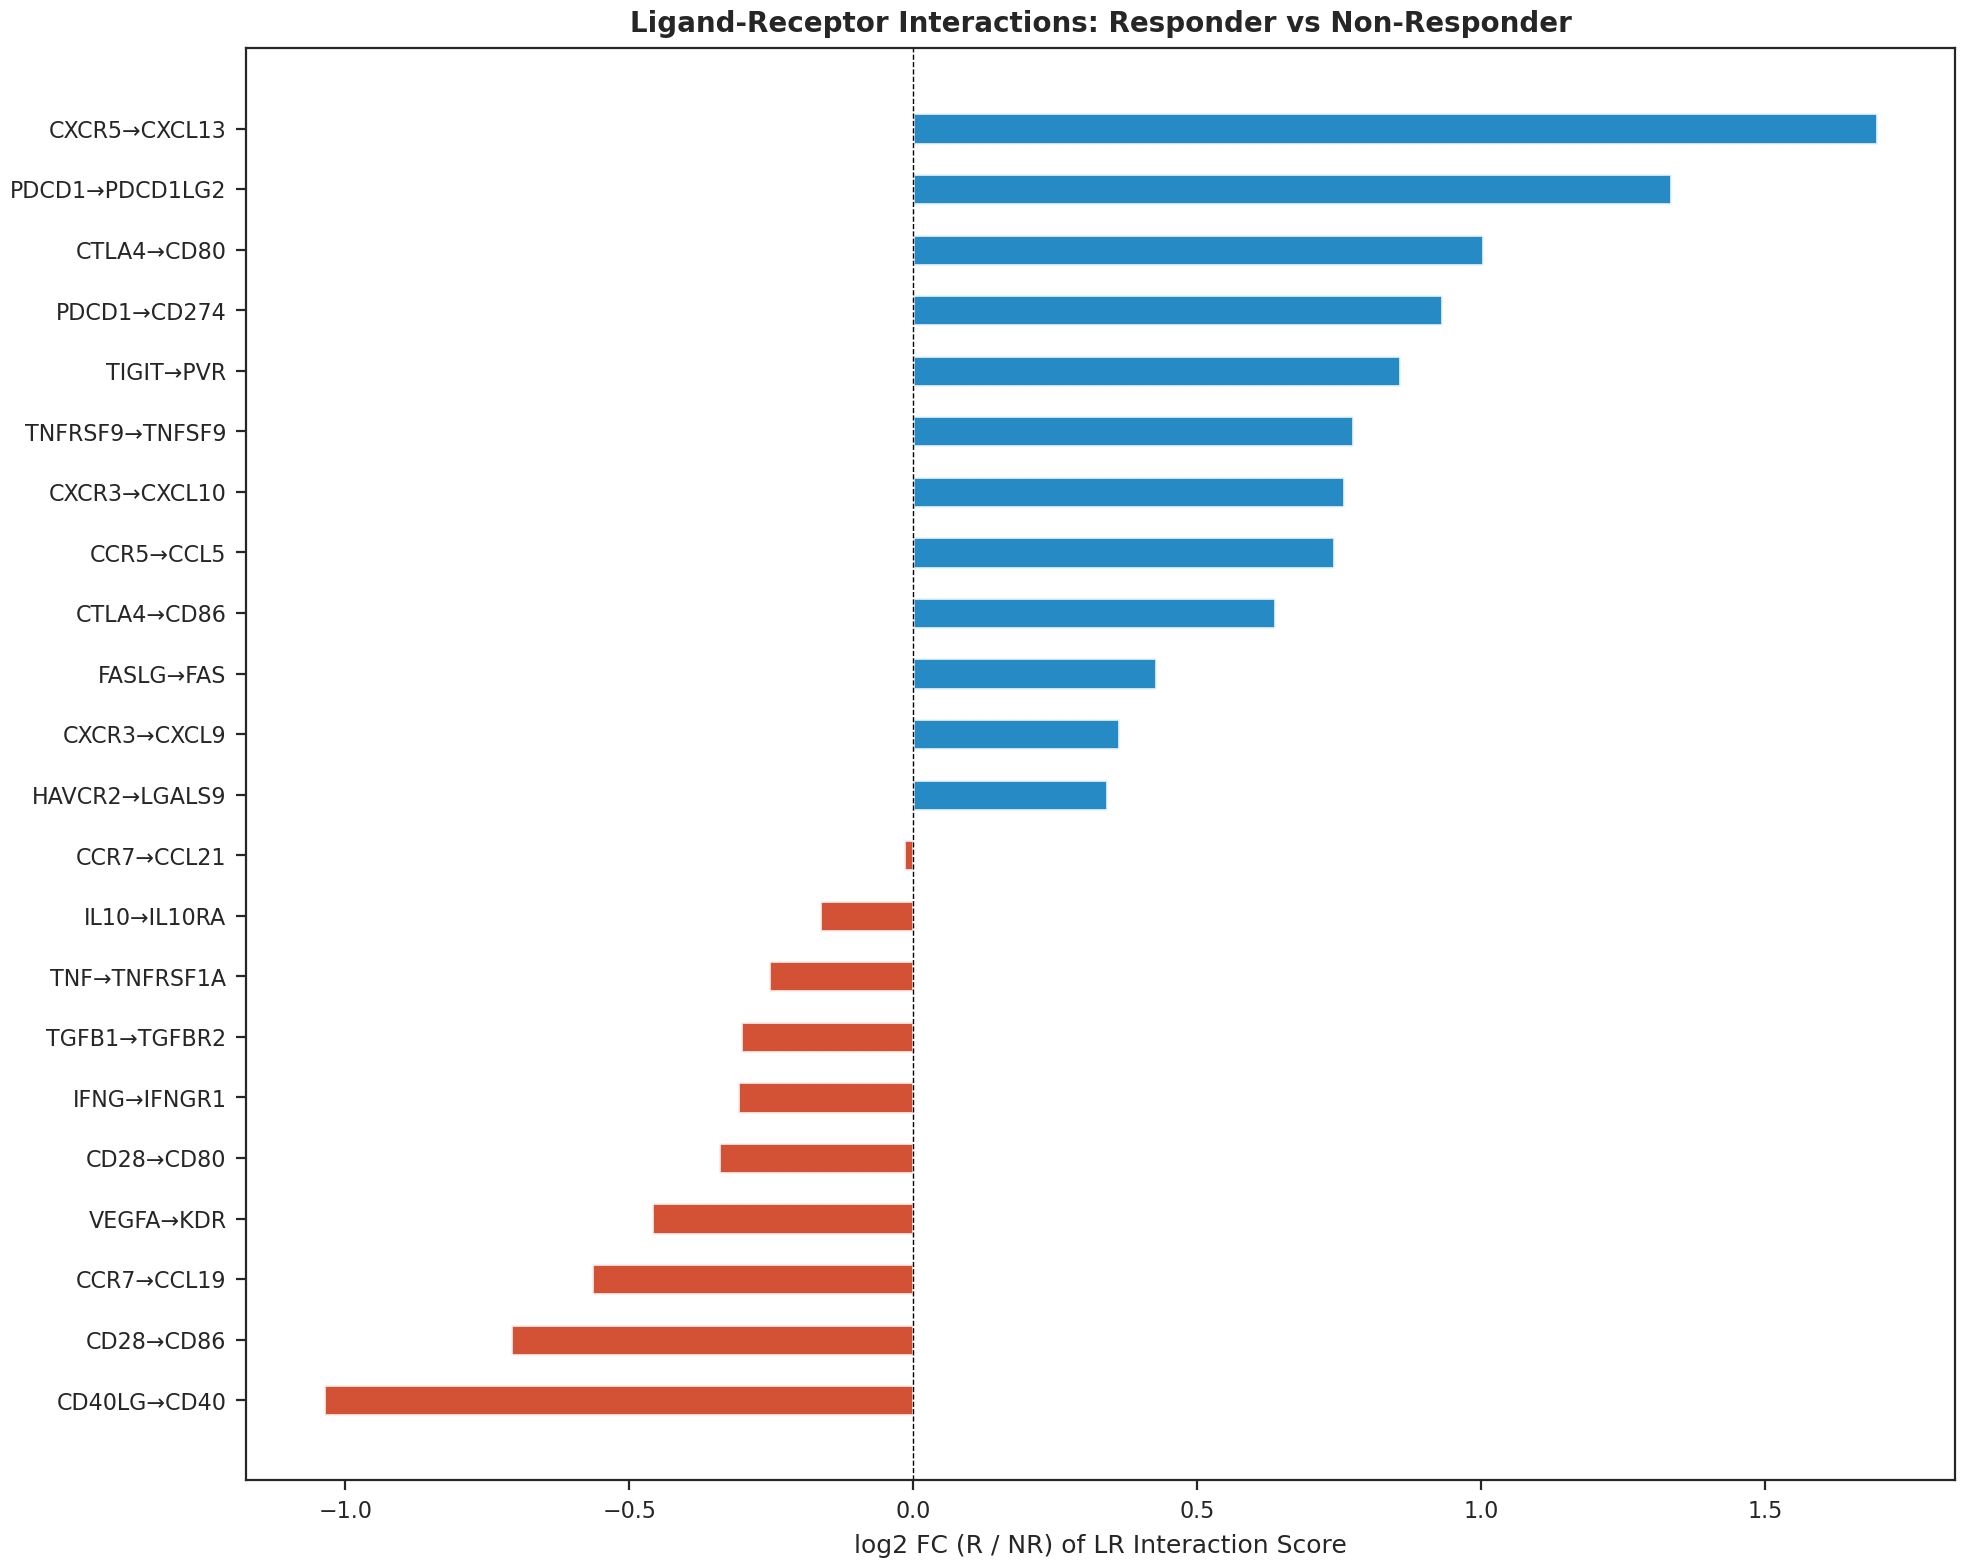 Ligand-Receptor Interactions: Responder vs Non-Responder
CXCR5→CXCL13
PDCD1→PDCD1LG2
CTLA4→CD80
PDCD1→CD274
TIGIT→PVR
TNFRSF9→TNFSF9
CXCR3→CXCL10
CCR5→CCL5
CTLA4→CD86
FASLG→FAS
CXCR3→CXCL9
HAVCR2→LGALS9
CCR7→CCL21
IL10→IL10RA
TNF→TNFRSF1A
TGFB1→TGFBR2
IFNG→IFNGR1
CD28→CD80
VEGFA→KDR
CCR7→CCL19
CD28→CD86
CD40LG→CD40
−1.0 −0.5 0.0 0.5 1.0 1.5
log2 FC (R / NR) of LR Interaction Score